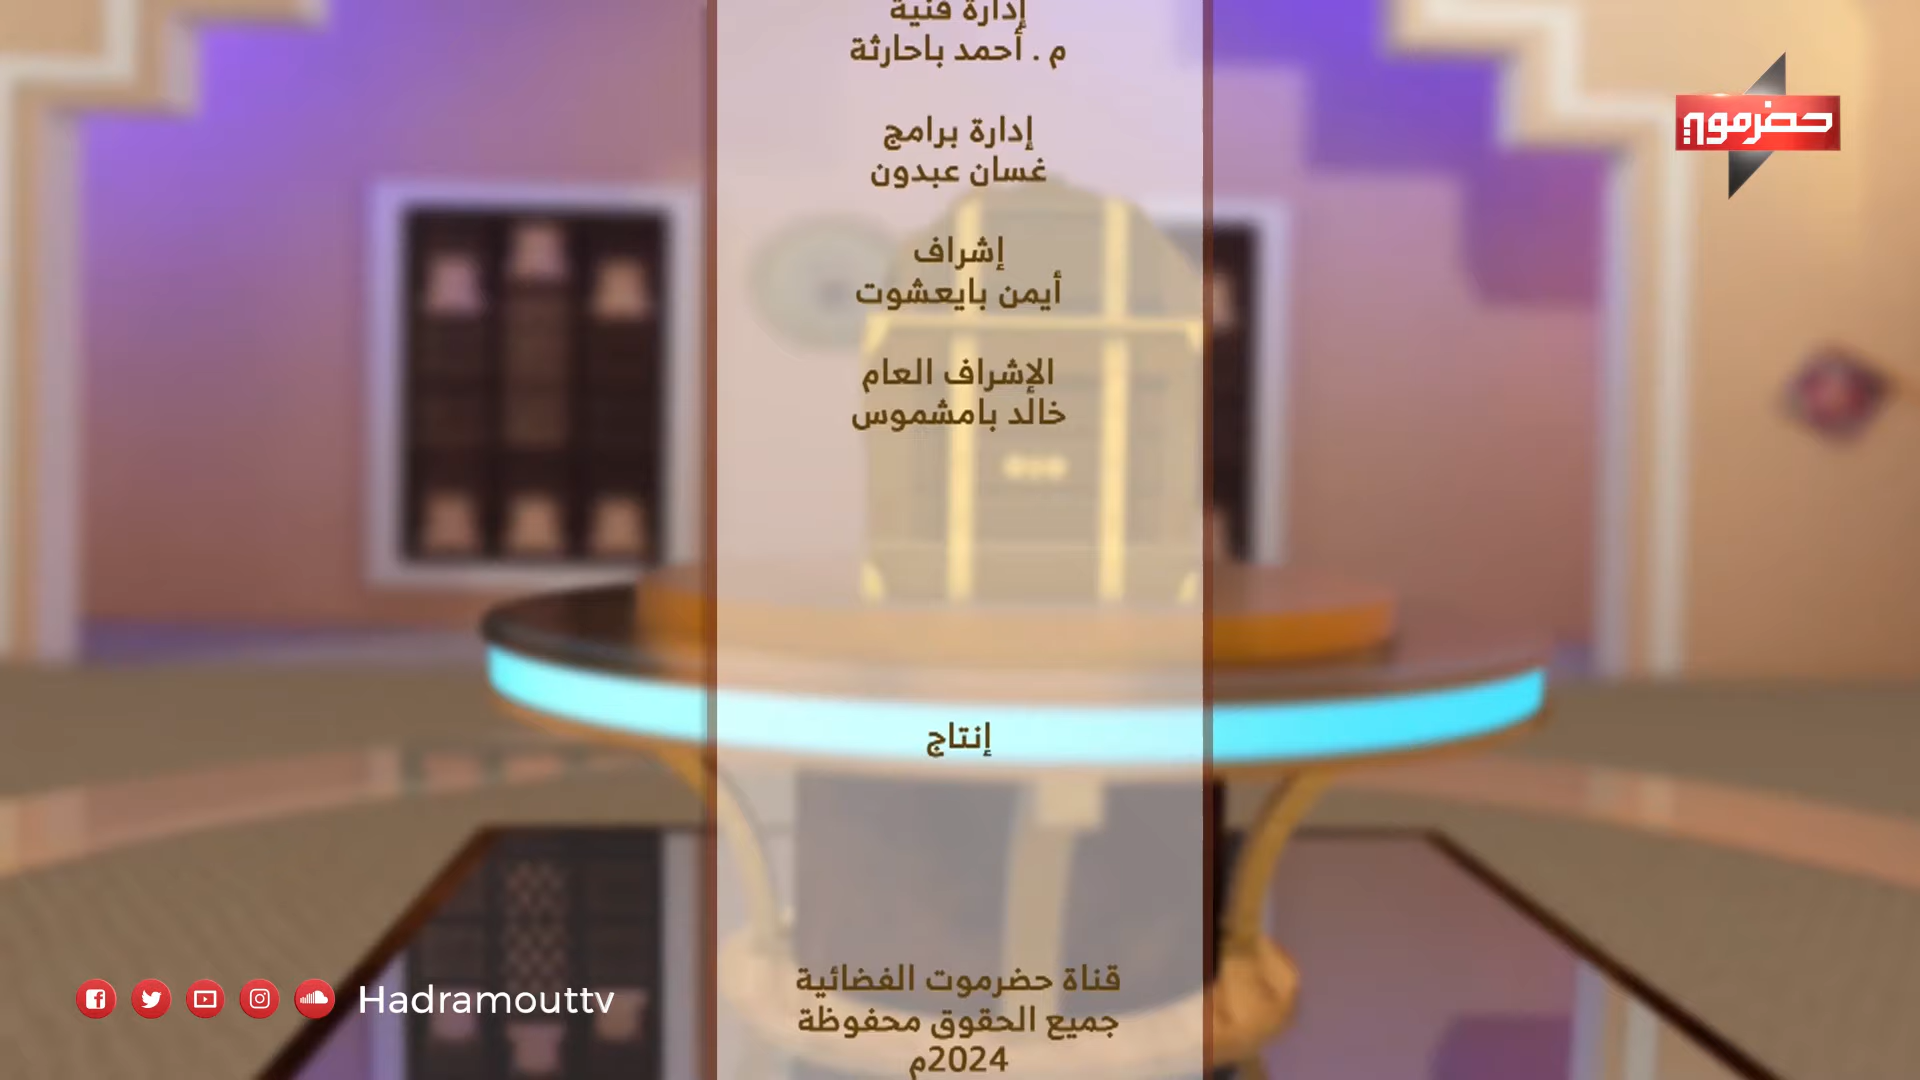 إدارة فنية
م . أحمد باحارثة
إدارة برامج
غسان عبدون
إشراف
أيمن بايعشوت
الإشراف العام
خالد بامشموس
إنتاج
قناة حضرموت الفضائية
جميع الحقوق محفوظة
2024م
حضرموت
Hadramouttv